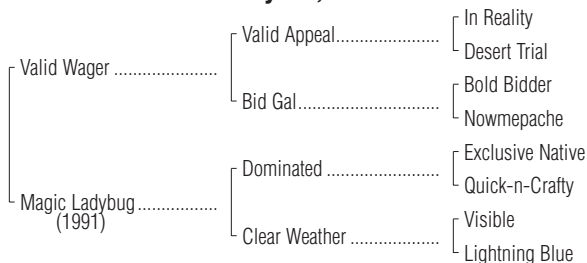 In Reality
Valid Appeal
Desert Trial
Valid Wager
Bold Bidder
Bid Gal
Nowmepache
Exclusive Native
Dominated
Quick-n-Crafty
Magic Ladybug
(1991)
Visible
Clear Weather
Lightning Blue